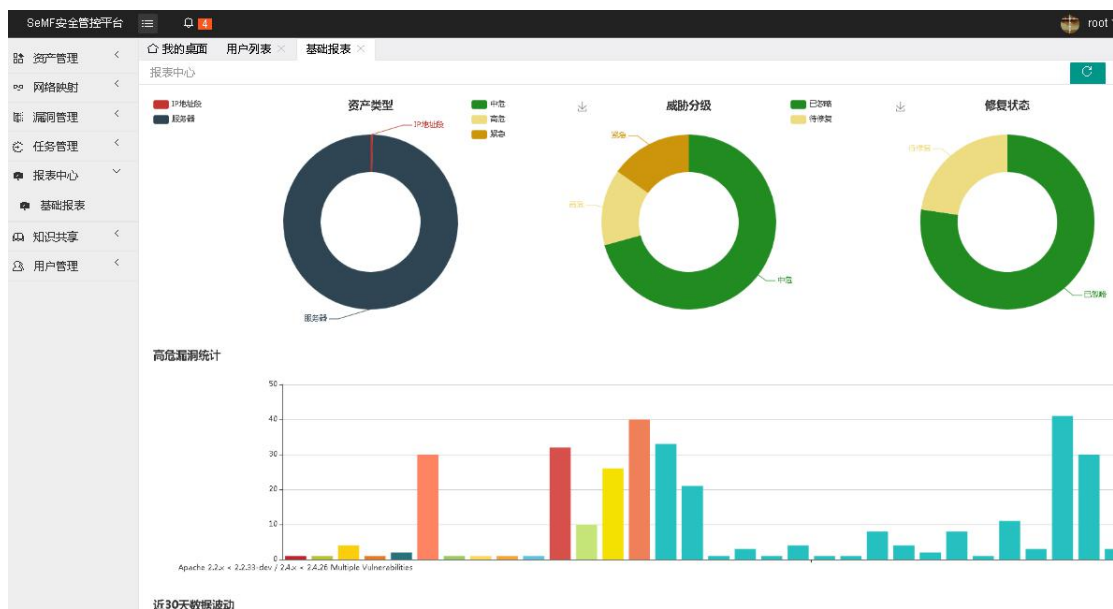 SeMF安全管控平台
4
root
资产管理
网络映射
漏洞管理
任务管理
报表中心
基础报表
知识共享
用户管理
我的桌面 用户列表 基础报表
报表中心
IP地址段
服务器
资产类型
IP地址段
服务器
中危
高危
紧急
威胁分级
紧急
高危
中危
已忽略
待修复
修复状态
待修复
已忽略
高危漏洞统计
50
40
30
20
10
0
Apache 2.2.x < 2.2.33-dev / 2.4.x < 2.4.26 Multiple Vulnerabilities
近30天数据波动